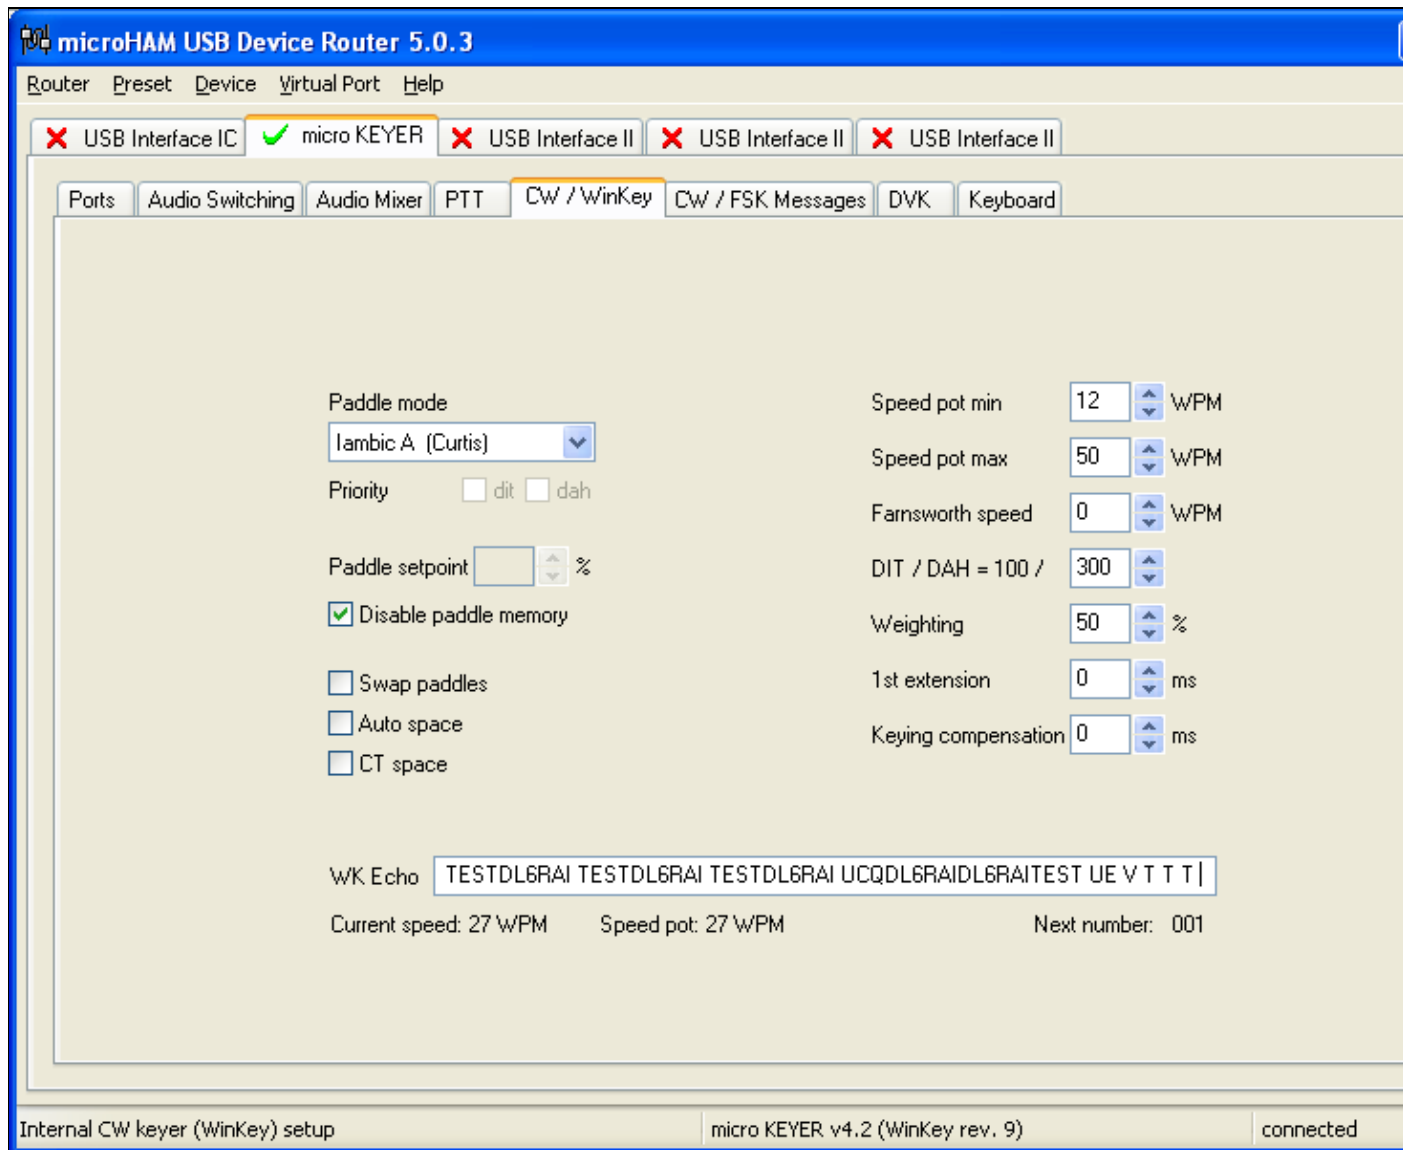 microHAM USB Device Router 5.0.3
Router Preset Device Virtual Port Help
USB Interface IC micro KEYER USB Interface II USB Interface II USB Interface II
Ports Audio Switching Audio Mixer PTT CW / WinKey CW / FSK Messages DVK Keyboard
Paddle mode
Iambic A (Curtis)
Priority dit dah
Paddle setpoint %
Disable paddle memory
Swap paddles
Auto space
CT space
Speed pot min 12 WPM
Speed pot max 50 WPM
Farnsworth speed 0 WPM
DIT / DAH = 100 / 300
Weighting 50 %
1st extension 0 ms
Keying compensation 0 ms
WK Echo TESTDL6RAI TESTDL6RAI TESTDL6RAI UCQDL6RAIDL6RAITEST UE V T T T
Current speed: 27 WPM Speed pot: 27 WPM Next number: 001
Internal CW keyer (WinKey) setup micro KEYER v4.2 (WinKey rev. 9) connected